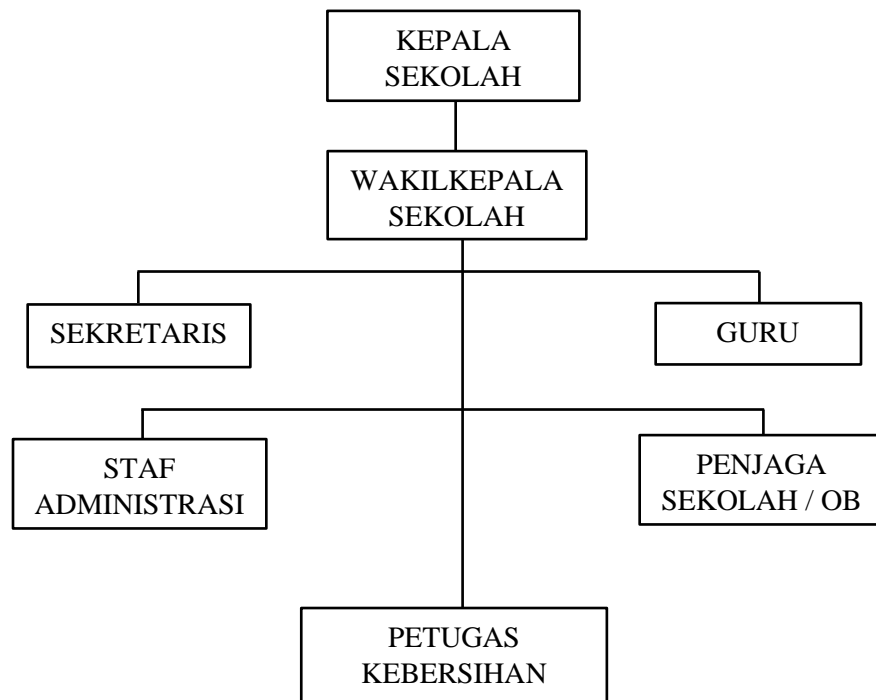 KEPALA
SEKOLAH
WAKILKEPALA
SEKOLAH
SEKRETARIS
GURU
STAF
ADMINISTRASI
PENJAGA
SEKOLAH / OB
PETUGAS
KEBERSIHAN